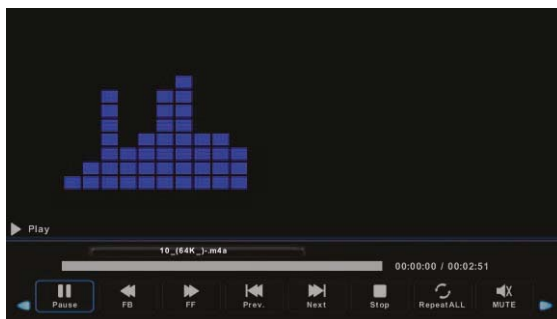 Play
10_(64K_)-.m4a
00:00:00 / 00:02:51
Pause FB FF Prev. Next Stop RepeatALL MUTE